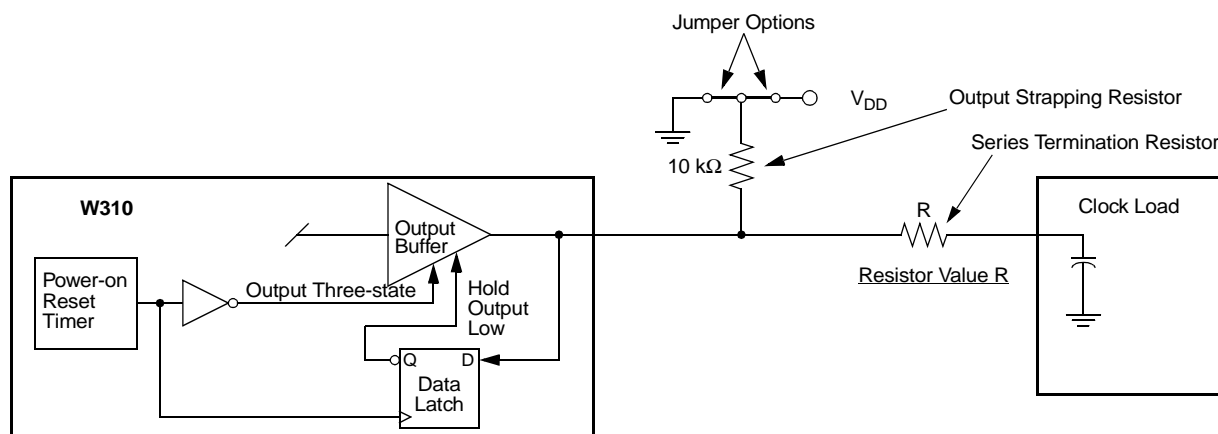 Jumper Options
V_DD
Output Strapping Resistor
Series Termination Resistor
10 kΩ
W310
R
Clock Load
Output
Buffer
Resistor Value R
Power-on
Reset
Timer
Output Three-state
Hold
Output
Low
Q
D
Data
Latch